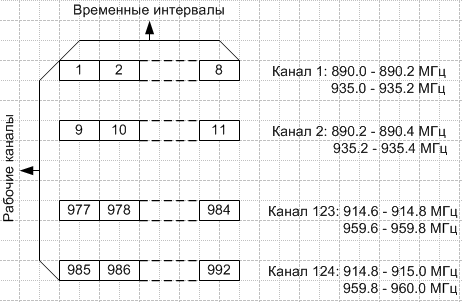 Временные интервалы
1 2 8 Канал 1: 890.0 - 890.2 МГц
935.0 - 935.2 МГц
9 10 11 Канал 2: 890.2 - 890.4 МГц
935.2 - 935.4 МГц
Рабочие каналы
977 978 984 Канал 123: 914.6 - 914.8 МГц
959.6 - 959.8 МГц
985 986 992 Канал 124: 914.8 - 915.0 МГц
959.8 - 960.0 МГц